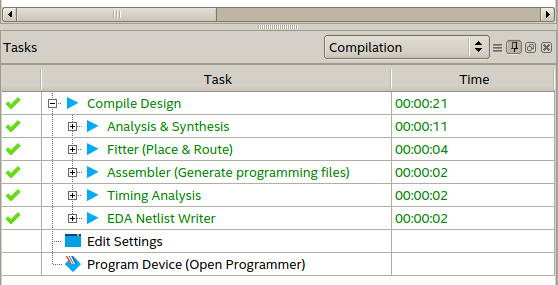 Tasks Compilation
Task Time
Compile Design 00:00:21
Analysis & Synthesis 00:00:11
Fitter (Place & Route) 00:00:04
Assembler (Generate programming files) 00:00:02
Timing Analysis 00:00:02
EDA Netlist Writer 00:00:02
Edit Settings
Program Device (Open Programmer)